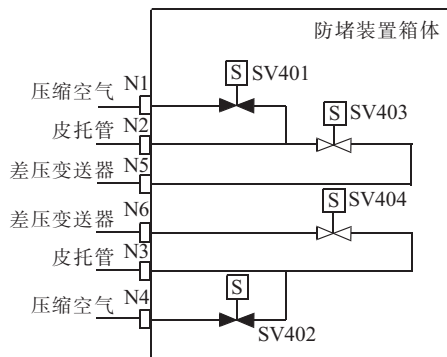 防堵装置箱体
S SV401
压缩空气 N1
S SV403
皮托管 N2
差压变送器 N5
S SV404
差压变送器 N6
皮托管 N3
S
压缩空气 N4
SV402